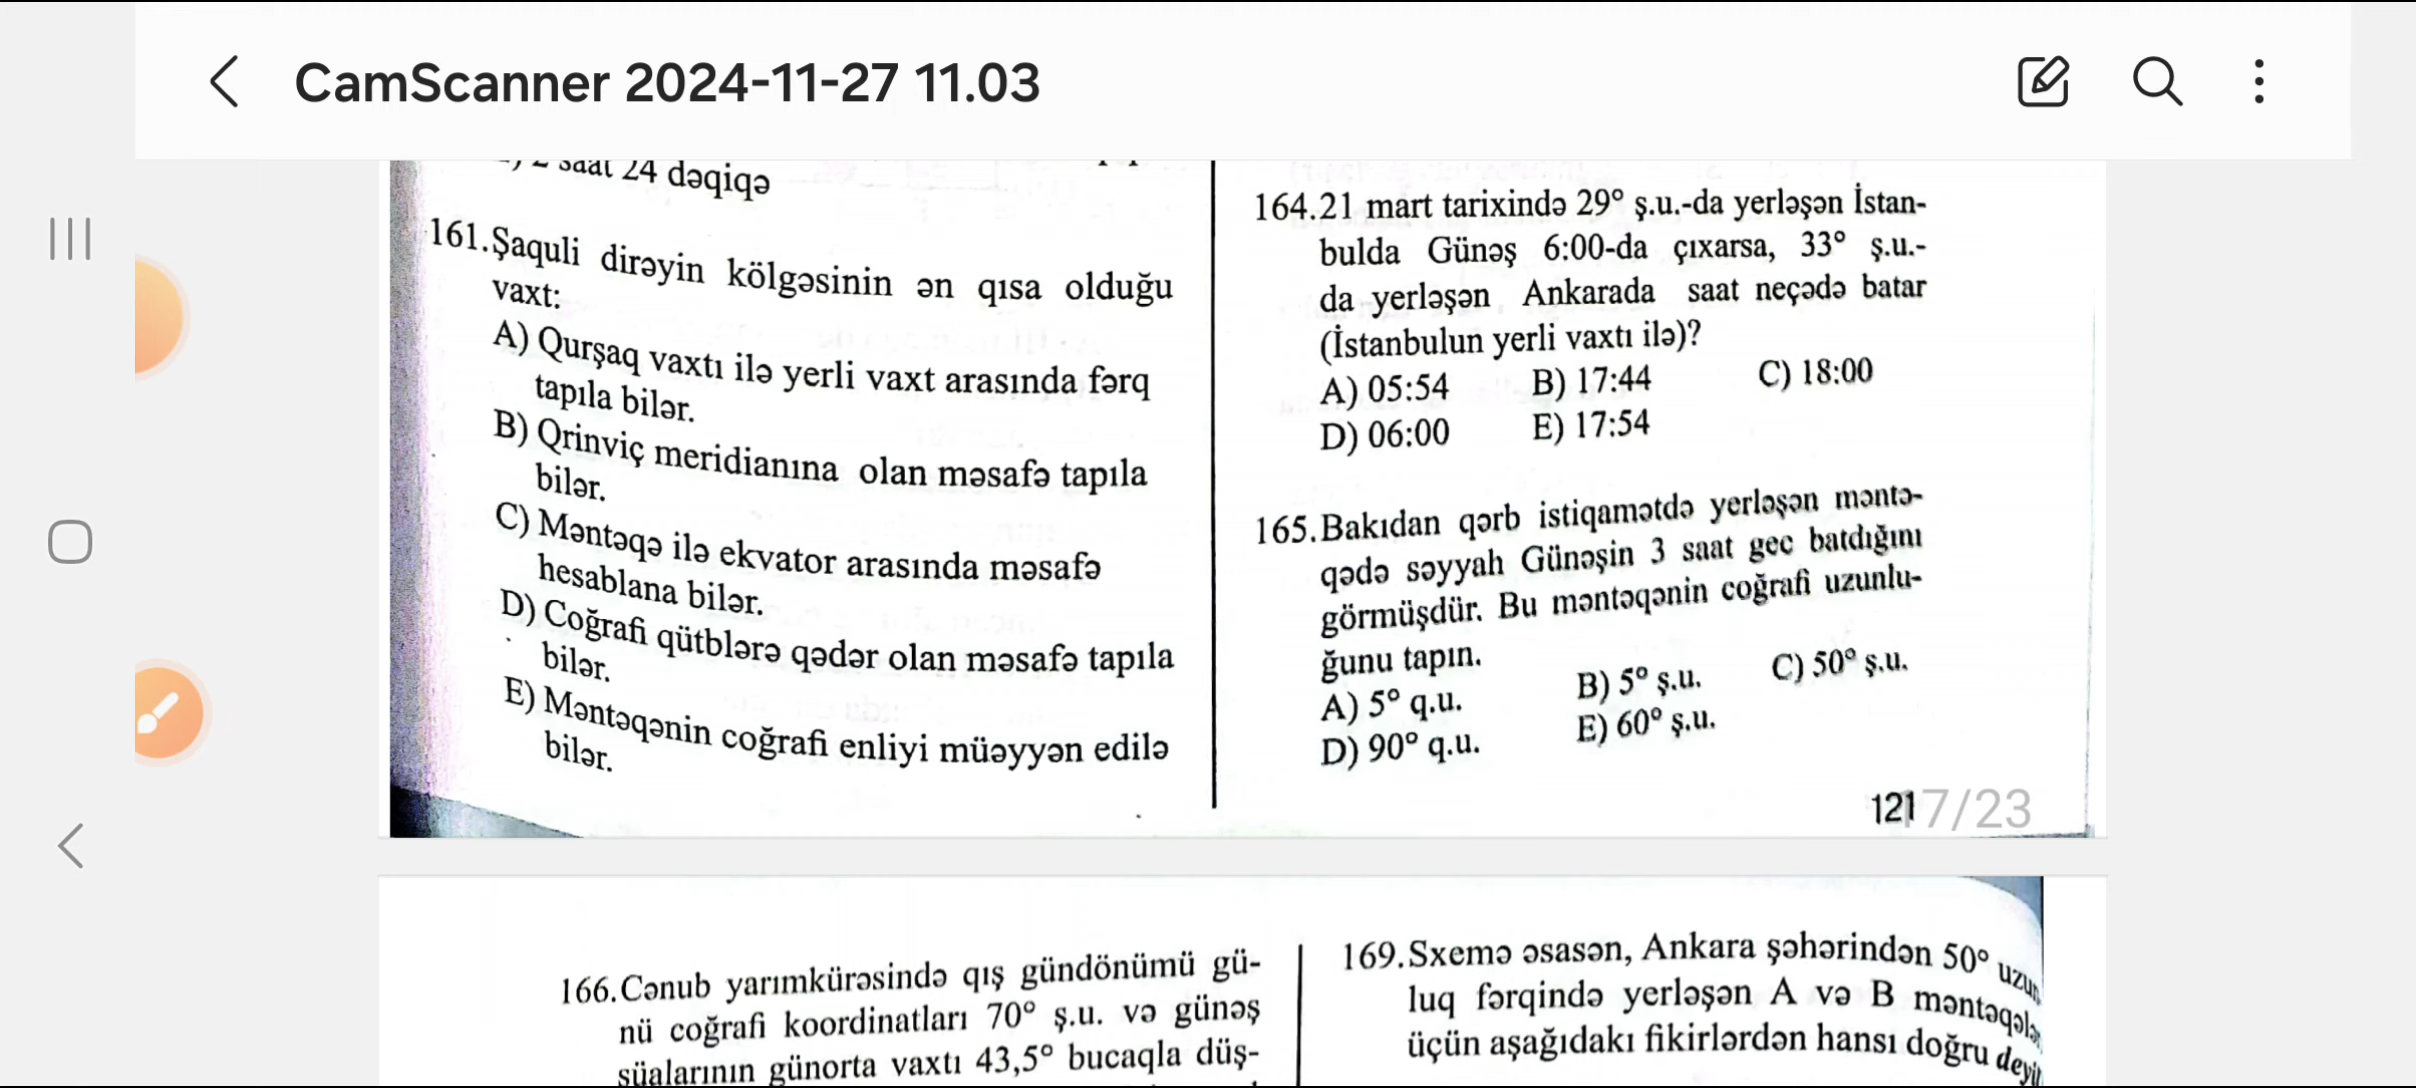 CamScanner 2024-11-27 11.03
saat 24 dəqiqə
161.Şaquli dirəyin kölgəsinin ən qısa olduğu
vaxt:
A) Qurşaq vaxtı ilə yerli vaxt arasında fərq
tapıla bilər.
B) Qrinviç meridianına olan məsafə tapıla
bilər.
C) Məntəqə ilə ekvator arasında məsafə
hesablana bilər.
D) Coğrafi qütblərə qədər olan məsafə tapıla
bilər.
E) Məntəqənin coğrafi enliyi müəyyən edilə
bilər.
164.21 mart tarixində 29° ş.u.-da yerləşən İstan-
bulda Günəş 6:00-da çıxarsa, 33° ş.u.-
da yerləşən Ankarada saat neçədə batar
(İstanbulun yerli vaxtı ilə)?
A) 05:54 B) 17:44 C) 18:00
D) 06:00 E) 17:54
165.Bakıdan qərb istiqamətdə yerləşən məntə-
qədə səyyah Günəşin 3 saat gec batdığını
görmüşdür. Bu məntəqənin coğrafi uzunlu-
ğunu tapın.
A) 5° q.u. B) 5° ş.u. C) 50° ş.u.
D) 90° q.u. E) 60° ş.u.
121
17/23
166.Cənub yarımkürəsində qış gündönümü gü-
nü coğrafi koordinatları 70° ş.u. və günəş
şüalarının günorta vaxtı 43,5° bucaqla düş-
169.Sxemə əsasən, Ankara şəhərindən 50° uzun
luq fərqində yerləşən A və B məntəqələ
üçün aşağıdakı fikirlərdən hansı doğru deyil